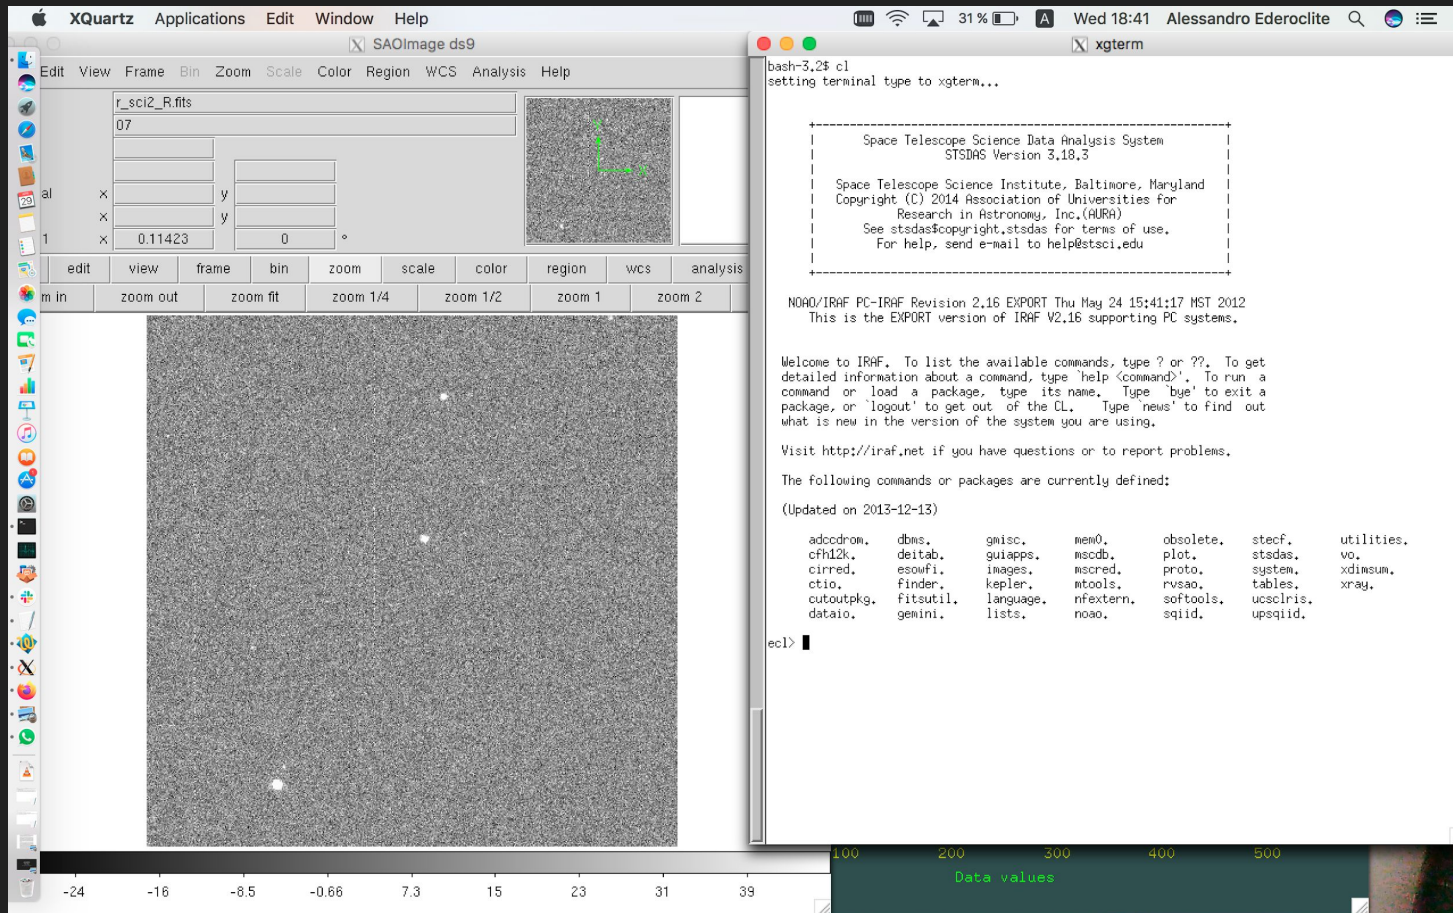 XQuartz Applications Edit Window Help
31% A Wed 18:41 Alessandro Ederoclite
SAOImage ds9
Edit View Frame Bin Zoom Scale Color Region WCS Analysis Help
r_sci2_R.fits
07
al x y
x y
1 x 0.11423 0 °
X
edit view frame bin zoom scale color region wcs analysis
m in zoom out zoom fit zoom 1/4 zoom 1/2 zoom 1 zoom 2
-24 -16 -8.5 -0.66 7.3 15 23 31 39
29
xgterm
bash-3.2$ cl
setting terminal type to xgterm...
Space Telescope Science Data Analysis System
STSDAS Version 3.18.3
Space Telescope Science Institute, Baltimore, Maryland
Copyright (C) 2014 Association of Universities for
Research in Astronomy, Inc.(AURA)
See stsdas$copyright.stsdas for terms of use.
For help, send e-mail to help@stsci.edu
NOAO/IRAF PC-IRAF Revision 2.16 EXPORT Thu May 24 15:41:17 MST 2012
This is the EXPORT version of IRAF V2.16 supporting PC systems.
Welcome to IRAF. To list the available commands, type ? or ??. To get
detailed information about a command, type `help <command>'. To run a
command or load a package, type its name. Type `bye' to exit a
package, or `logout' to get out of the CL. Type `news' to find out
what is new in the version of the system you are using.
Visit http://iraf.net if you have questions or to report problems.
The following commands or packages are currently defined:
(Updated on 2013-12-13)
adccdrom. dbms. gmisc. mem0. obsolete. stecf. utilities.
cfh12k. deitab. guiapps. mscdb. plot. stsdas. vo.
cirred. esowfi. images. mscred. proto. system. xdimsum.
ctio. finder. kepler. mtools. rvsao. tables. xray.
cutoutpkg. fitsutil. language. nfextern. softools. ucsclris.
dataio. gemini. lists. noao. sqiid. upsqiid.
ecl>
100 200 300 400 500
Data values